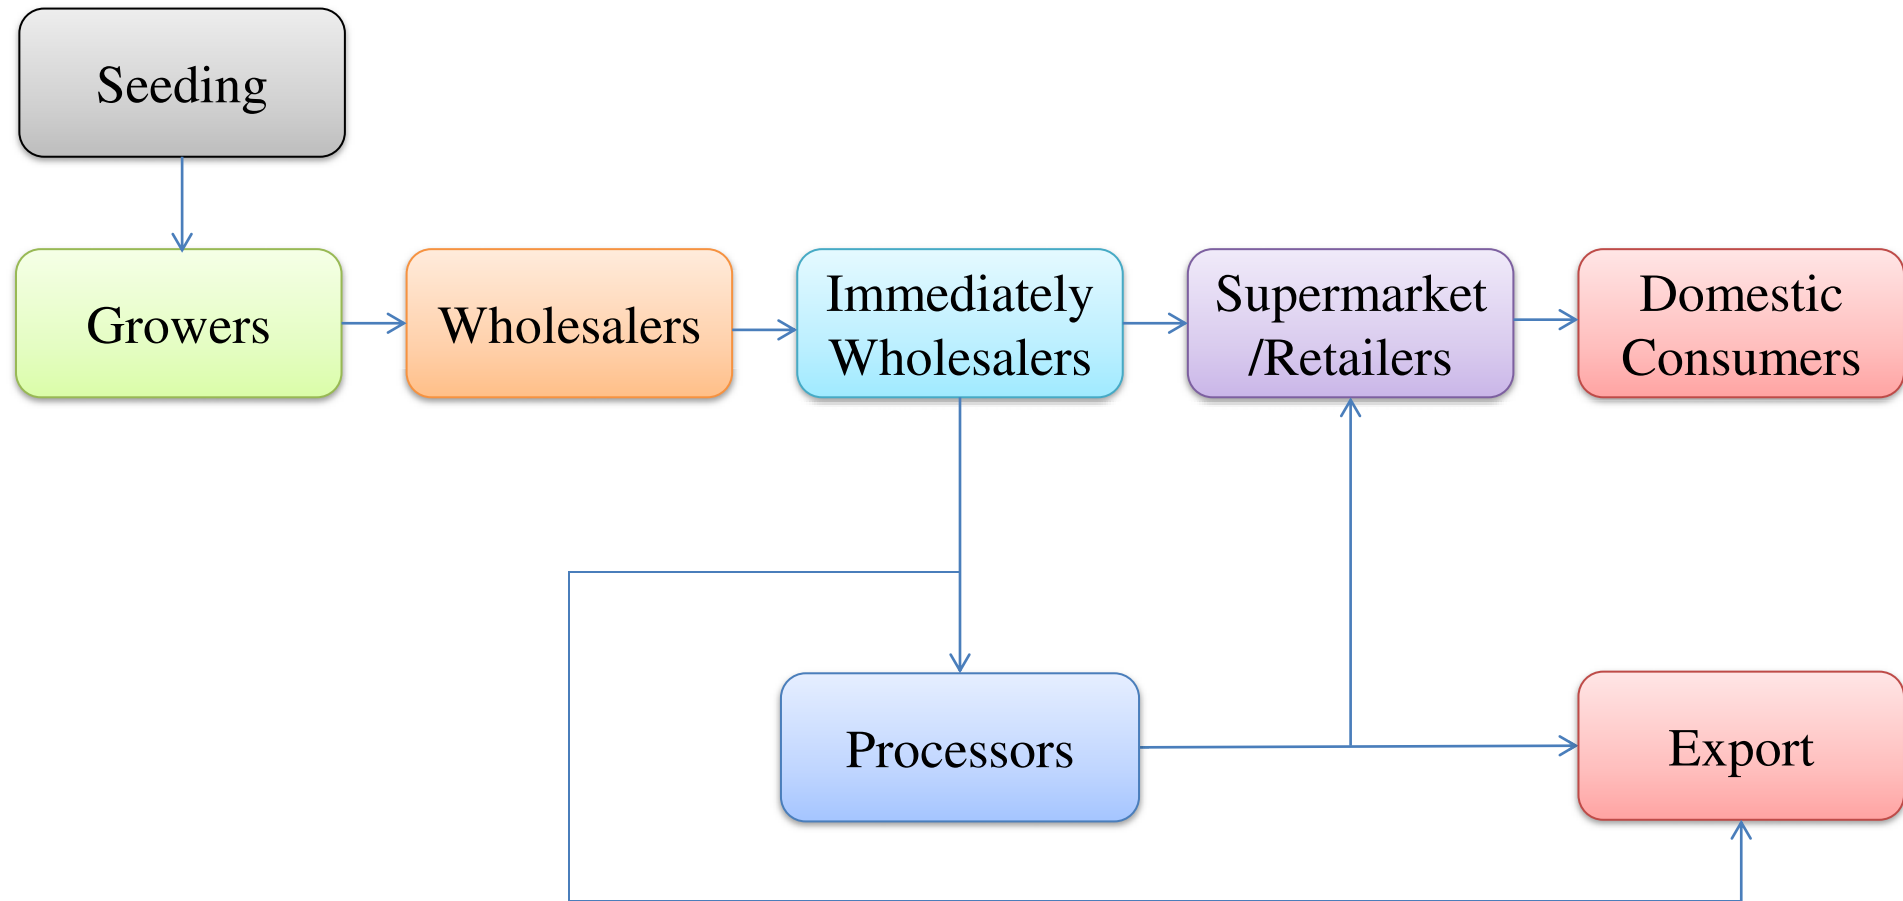 Seeding
Growers
Wholesalers
Immediately
Wholesalers
Supermarket
/Retailers
Domestic
Consumers
Processors
Export